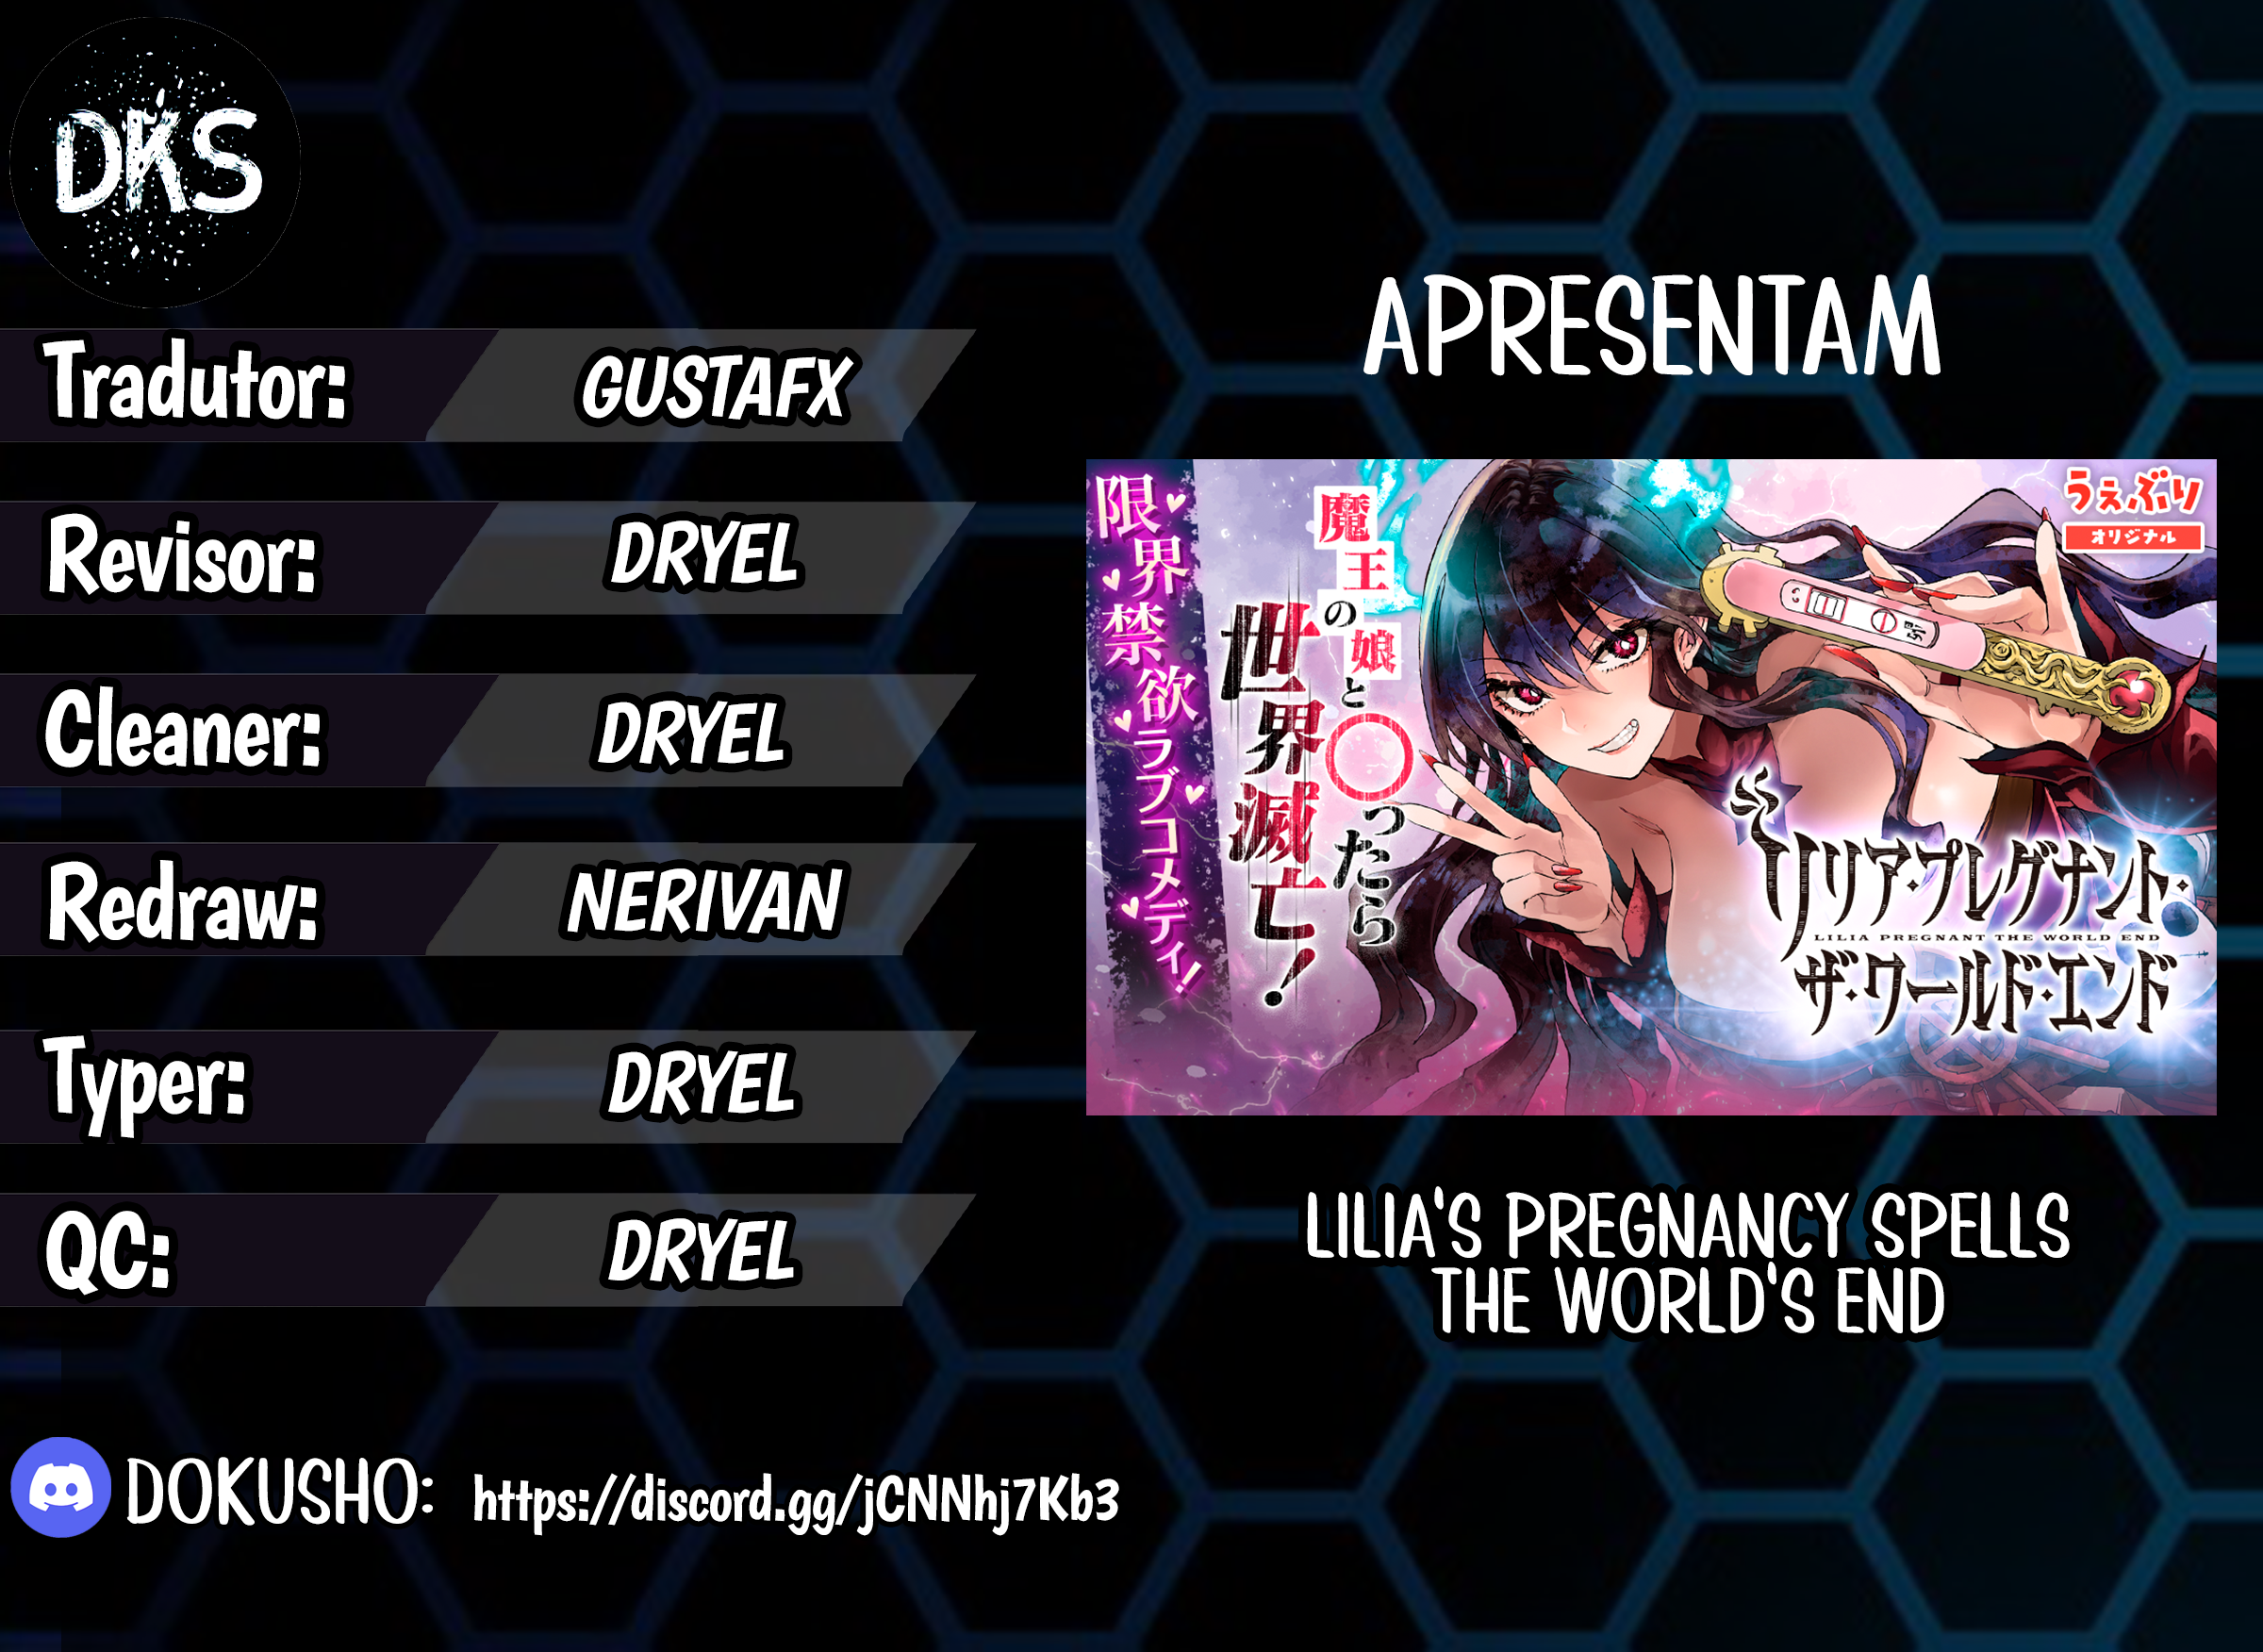 DKS
Tradutor: GUSTAFX
Revisor: DRYEL
Cleaner: DRYEL
Redraw: NERIVAN
Typer: DRYEL
QC: DRYEL
DOKUSHO: https://discord.gg/jCNNhj7Kb3
APRESENTAM
うぇぶり
オリジナル
魔王の娘と〇ったら
世界滅亡!
限界禁欲ラブコメディ!
リリア・プレグナント・
LILIA PREGNANT THE WORLD END
ザ・ワールド・エンド
LILIA'S PREGNANCY SPELLS
THE WORLD'S END